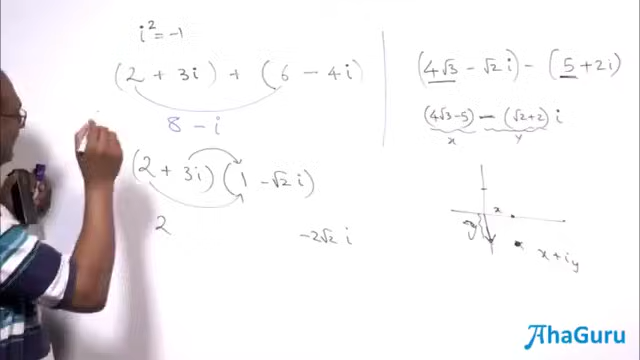 i² = -1
(2 + 3i) + (6 - 4i)
8 - i
(2 + 3i)(1 - √2 i)
2 -2√2 i
(4√3 - √2 i) - (5 + 2i)
(4√3-5) - (√2+2) i
x y
x
-y
x + iy
AhaGuru